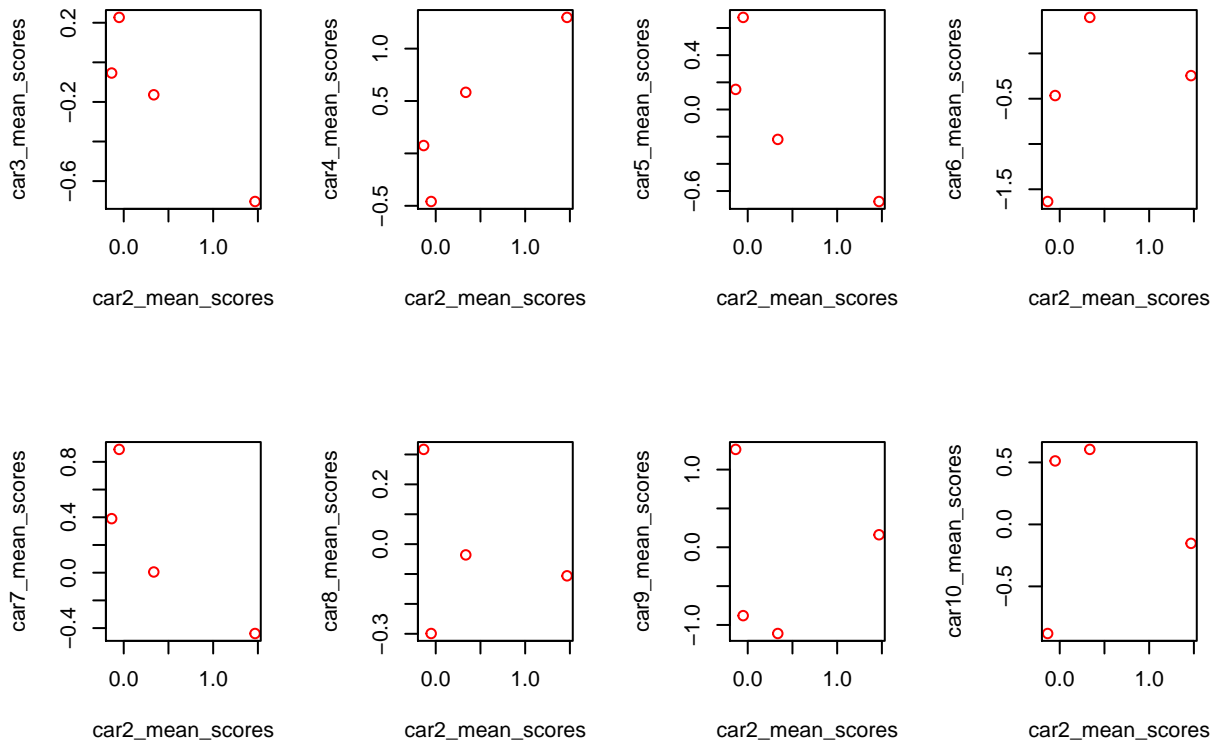 car3_mean_scores
−0.6
−0.2
0.2
0.0
1.0
car2_mean_scores
car4_mean_scores
−0.5
0.5
1.0
0.0
1.0
car2_mean_scores
car5_mean_scores
−0.6
0.0
0.4
0.0
1.0
car2_mean_scores
car6_mean_scores
−1.5
−0.5
0.0
1.0
car2_mean_scores
car7_mean_scores
−0.4
0.0
0.4
0.8
0.0
1.0
car2_mean_scores
car8_mean_scores
−0.3
0.0
0.2
0.0
1.0
car2_mean_scores
car9_mean_scores
−1.0
0.0
1.0
0.0
1.0
car2_mean_scores
car10_mean_scores
−0.5
0.5
0.0
1.0
car2_mean_scores